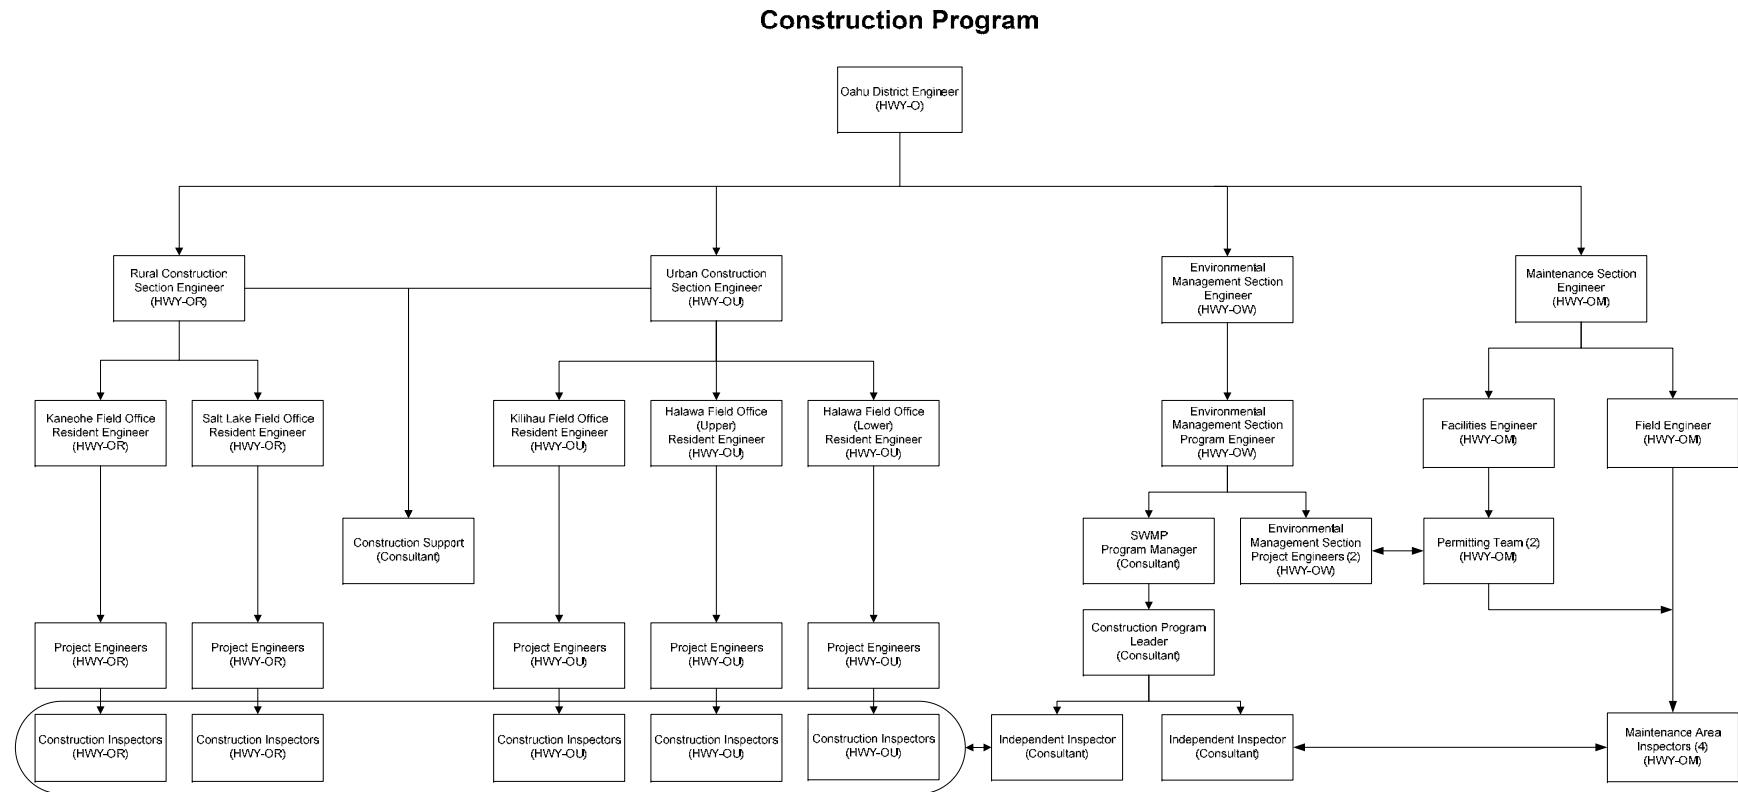 Construction Program
Oahu District Engineer
(HWY-O)
Rural Construction
Section Engineer
(HWY-OR)
Urban Construction
Section Engineer
(HWY-OU)
Environmental
Management Section
Engineer
(HWY-OW)
Maintenance Section
Engineer
(HWY-OM)
Kaneohe Field Office
Resident Engineer
(HWY-OR)
Salt Lake Field Office
Resident Engineer
(HWY-OR)
Kilihau Field Office
Resident Engineer
(HWY-OU)
Halawa Field Office
(Upper)
Resident Engineer
(HWY-OU)
Halawa Field Office
(Lower)
Resident Engineer
(HWY-OU)
Environmental
Management Section
Program Engineer
(HWY-OW)
Facilities Engineer
(HWY-OM)
Field Engineer
(HWY-OM)
Construction Support
(Consultant)
SWMP
Program Manager
(Consultant)
Environmental
Management Section
Project Engineers (2)
(HWY-OW)
Permitting Team (2)
(HWY-OM)
Project Engineers
(HWY-OR)
Project Engineers
(HWY-OR)
Project Engineers
(HWY-OU)
Project Engineers
(HWY-OU)
Project Engineers
(HWY-OU)
Construction Program
Leader
(Consultant)
Construction Inspectors
(HWY-OR)
Construction Inspectors
(HWY-OR)
Construction Inspectors
(HWY-OU)
Construction Inspectors
(HWY-OU)
Construction Inspectors
(HWY-OU)
Independent Inspector
(Consultant)
Independent Inspector
(Consultant)
Maintenance Area
Inspectors (4)
(HWY-OM)